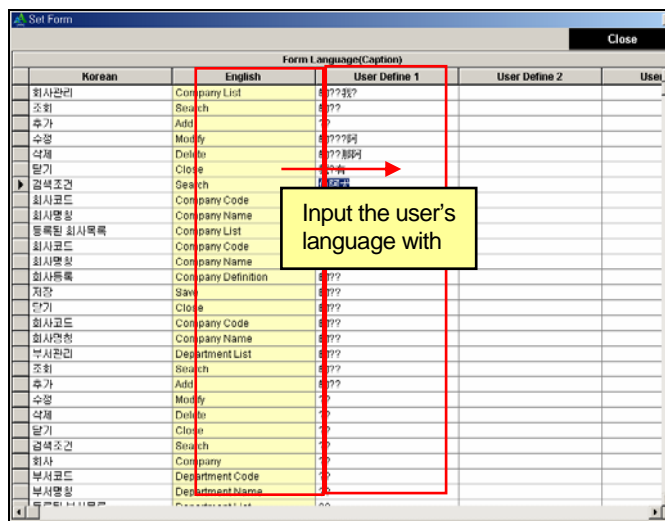 Set Form
Close
Form Language(Caption)
Korean English User Define 1 User Define 2 User
회사관리 Company List
조회 Search
추가 Add
수정 Modify
삭제 Delete
닫기 Close
검색조건 Search
회사코드 Company Code
회사명칭 Company Name
등록된 회사목록 Company List
회사코드 Company Code
회사명칭 Company Name
회사등록 Company Definition
저장 Save
닫기 Close
회사코드 Company Code
회사명칭 Company Name
부서관리 Department List
조회 Search
추가 Add
수정 Modify ??
삭제 Delete ??
닫기 Close ??
검색조건 Search ??
회사 Company ??
부서코드 Department Code ??
부서명칭 Department Name ??
Input the user's
language with